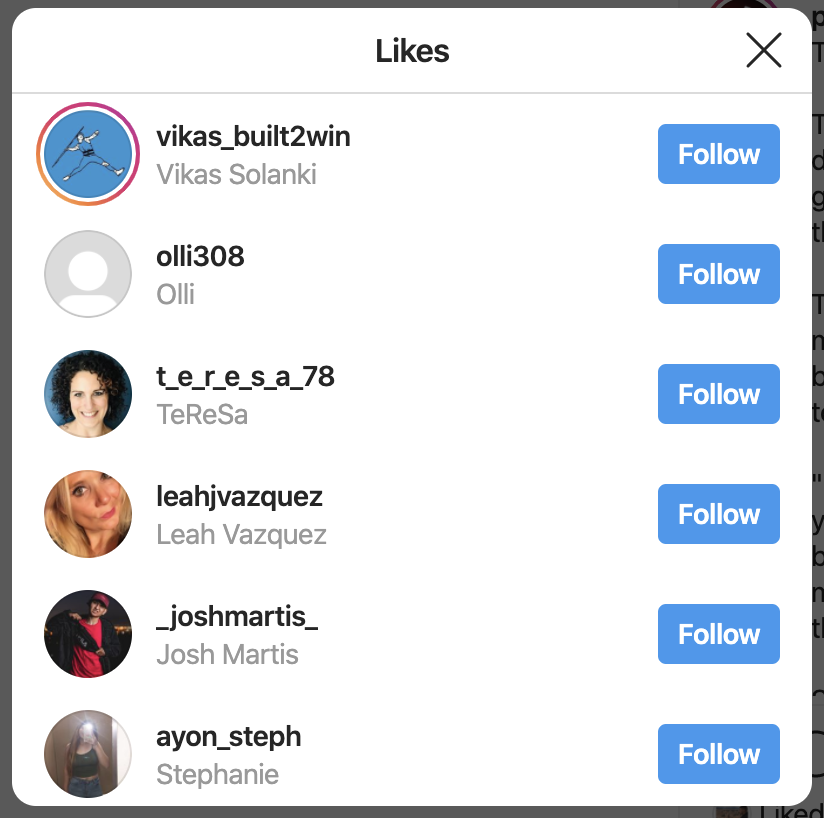 Likes
vikas_built2win
Vikas Solanki
Follow
olli308
Olli
Follow
t_e_r_e_s_a_78
TeReSa
Follow
leahjvazquez
Leah Vazquez
Follow
_joshmartis_
Josh Martis
Follow
ayon_steph
Stephanie
Follow
Liked